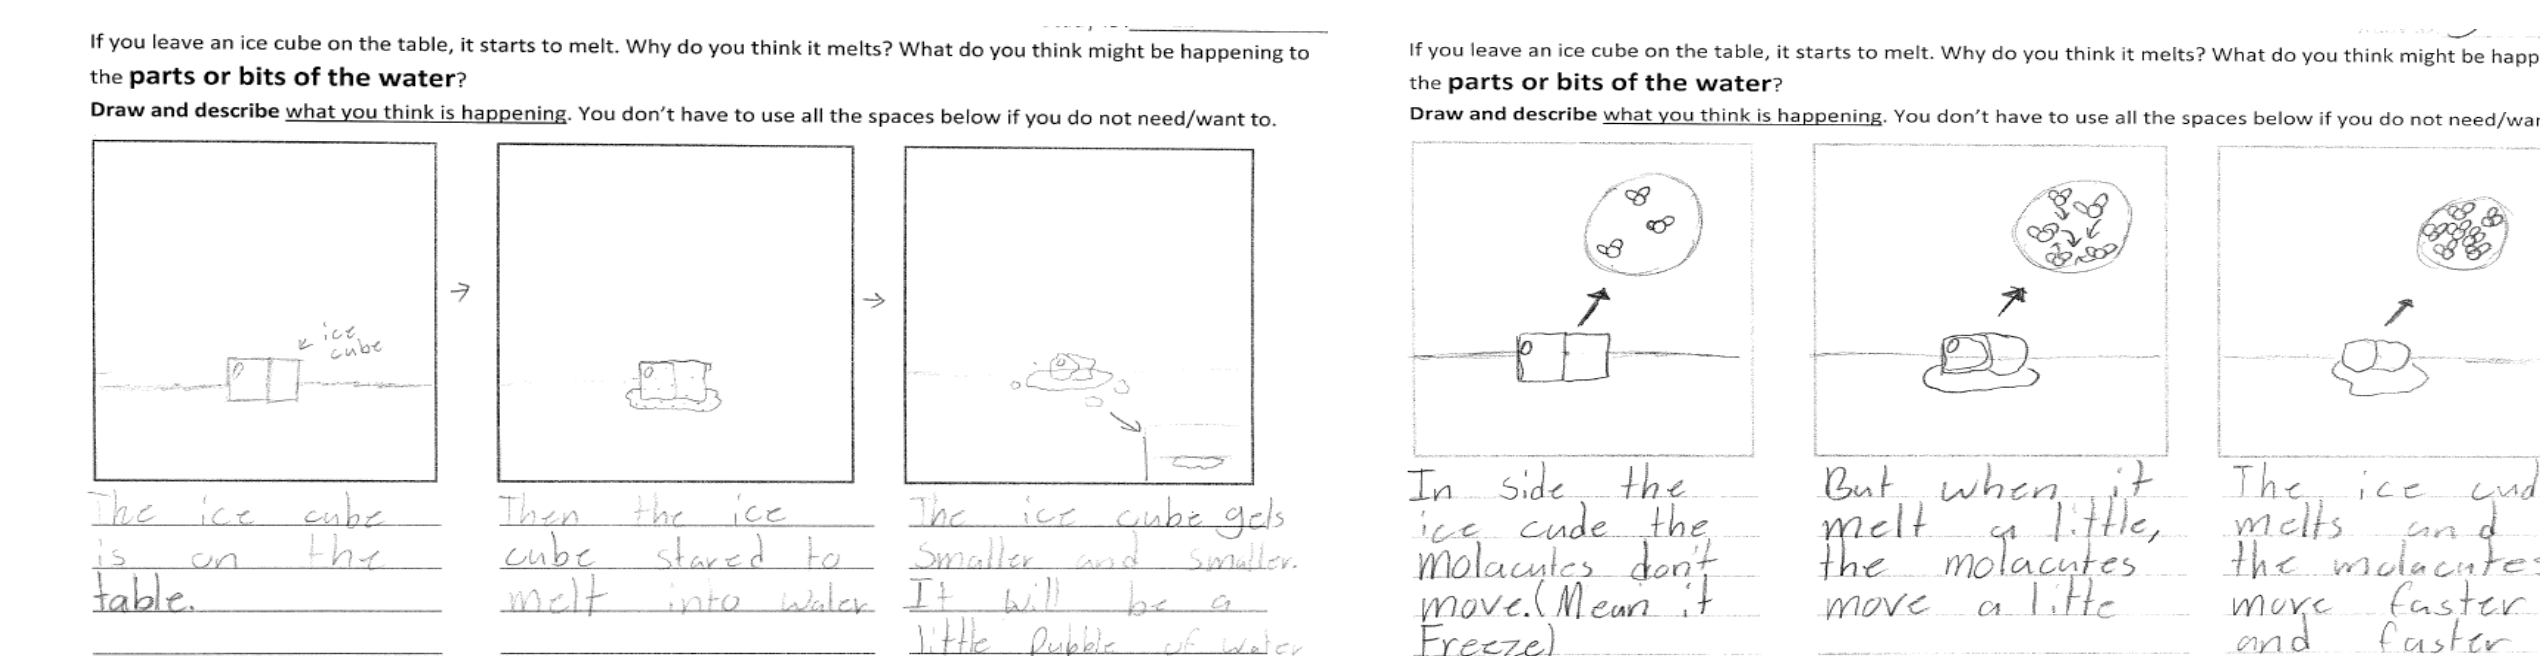 If you leave an ice cube on the table, it starts to melt. Why do you think it melts? What do you think might be happening to
the parts or bits of the water?
Draw and describe what you think is happening. You don't have to use all the spaces below if you do not need/want to.
ice
cube
The ice cube
is on the
table.
Then the ice
cube stared to
melt into water
The ice cube gets
smaller and smaller.
It will be a
little Pubble of water
If you leave an ice cube on the table, it starts to melt. Why do you think it melts? What do you think might be happ
the parts or bits of the water?
Draw and describe what you think is happening. You don't have to use all the spaces below if you do not need/war
In side the
ice cude the
molacutes don't
move. (Mean it
Freeze)
But when it
melt a little,
the molacutes
move a litte
The ice cud
melts and
the molacutes
move faster
and faster